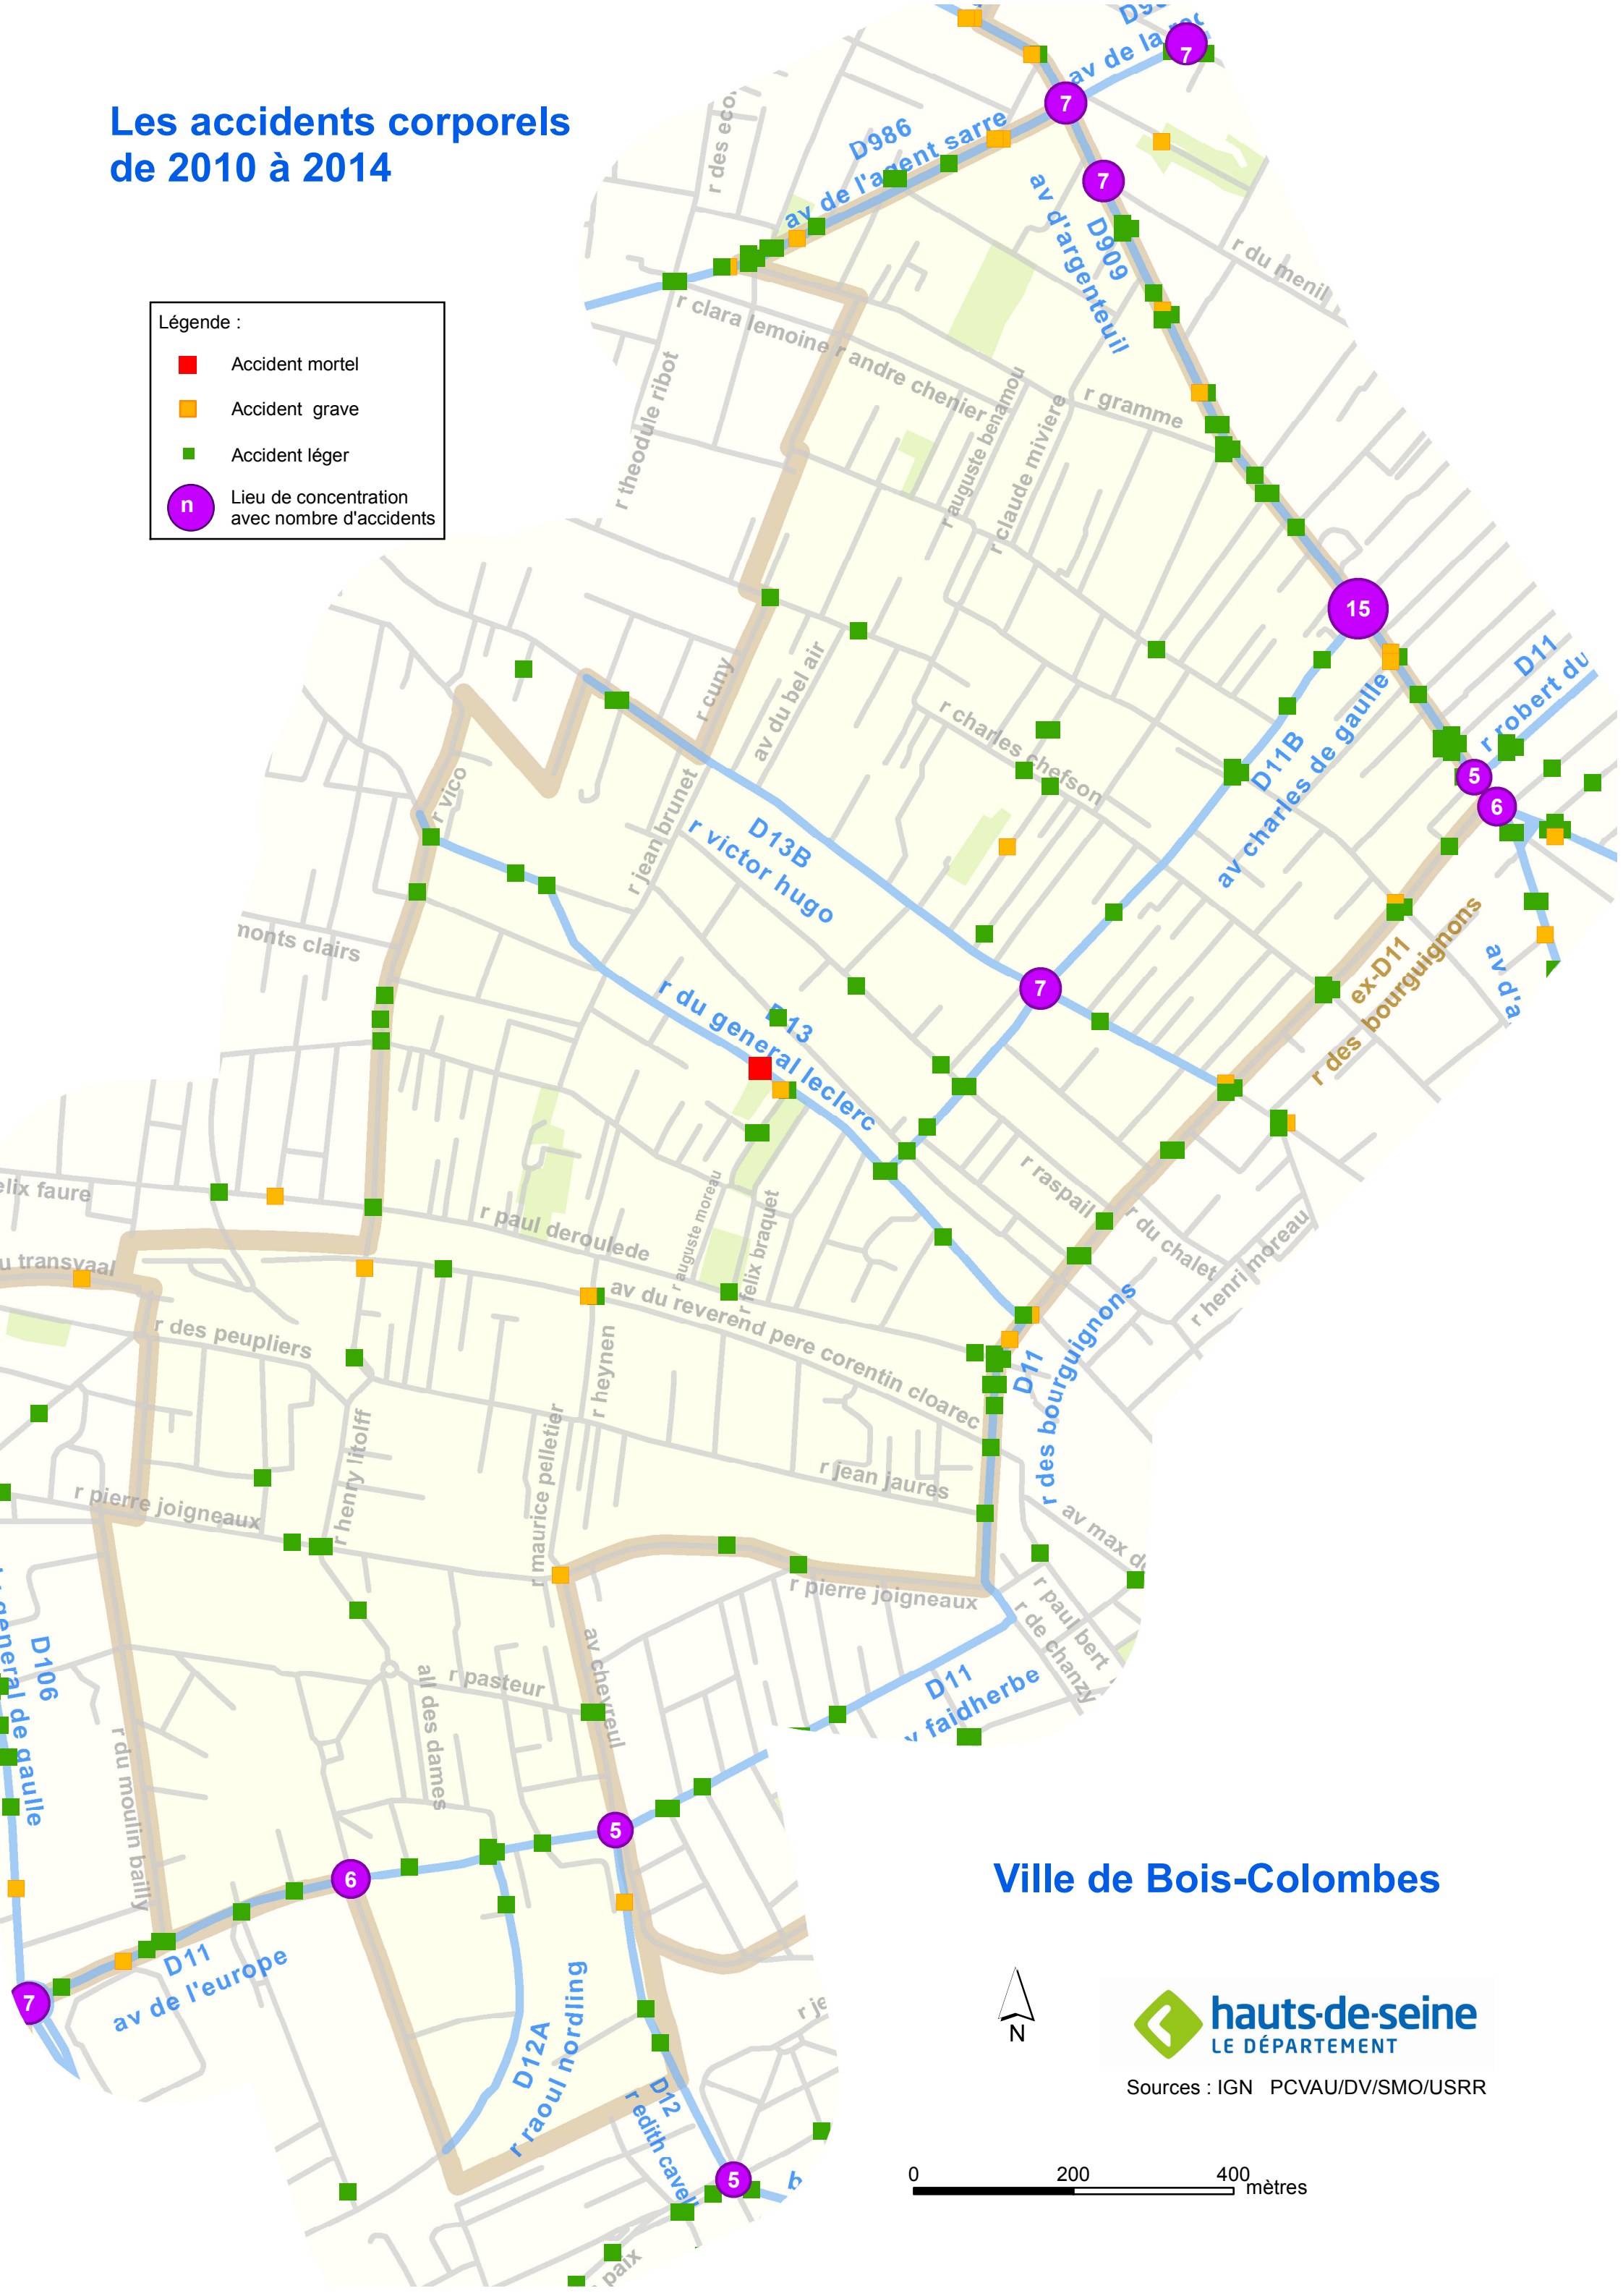 Les accidents corporels
de 2010 à 2014
Légende :
Accident mortel
Accident grave
Accident léger
n
Lieu de concentration
avec nombre d'accidents
av de la
7
7
7
D986
av de l'agent sarre
r des eco
av d'argenteuil
D909
r du menil
r clara lemoine
r andre chenier
r theodule ribot
r auguste benamou
r claude miviere
r gramme
15
D11
r robert du
r cuny
av du bel air
r charles chefson
D11B
av charles de gaulle
5
6
r vico
r jean brunet
D13B
r victor hugo
monts clairs
ex-D11
r des bourguignons
av d'a
7
D13
r du general leclerc
elix faure
r paul deroulede
r auguste moreau
r felix braquet
r raspail
r du chalet
r henri moreau
u transvaal
av du reverend pere corentin cloarec
r des peupliers
r heynen
D11
r des bourguignons
r henry litolff
r maurice pelletier
r jean jaures
r pierre joigneaux
av max d
r pierre joigneaux
r paul bert
r de chanzy
D106
general de gaulle
all des dames
r pasteur
av chevreul
D11
faidherbe
r du moulin bailly
5
6
7
D11
av de l'europe
D12A
r raoul nordling
r je
D12
r edith cavell
5
b
paix
Ville de Bois-Colombes
N
hauts-de-seine
LE DÉPARTEMENT
Sources : IGN PCVAU/DV/SMO/USRR
0 200 400
mètres